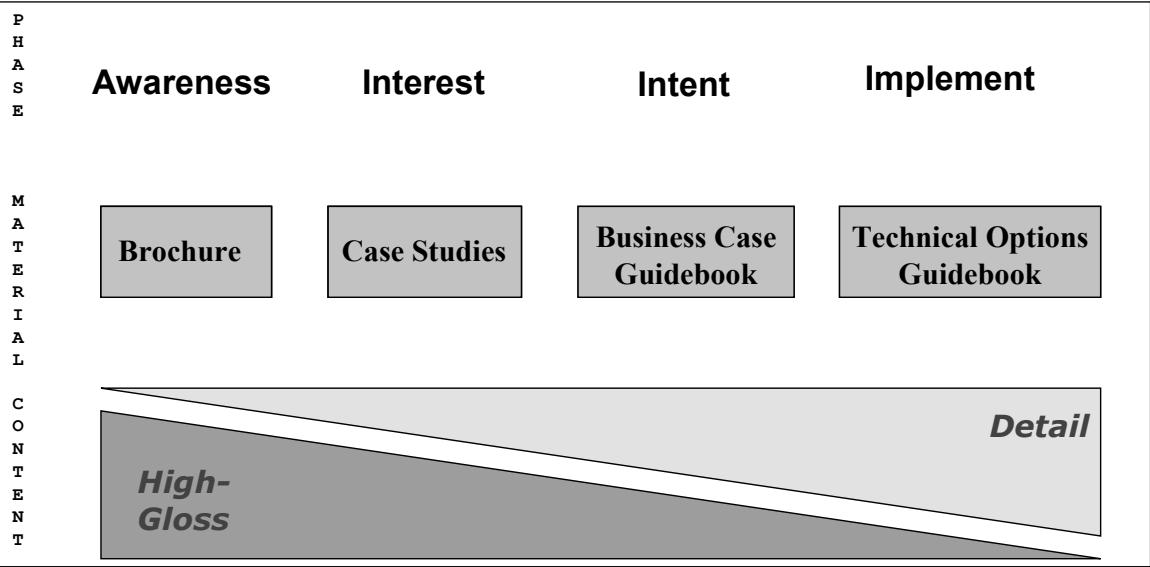 PHASE
Awareness
Interest
Intent
Implement
MATERIAL
Brochure
Case Studies
Business Case
Guidebook
Technical Options
Guidebook
CONTENT
Detail
High-
Gloss